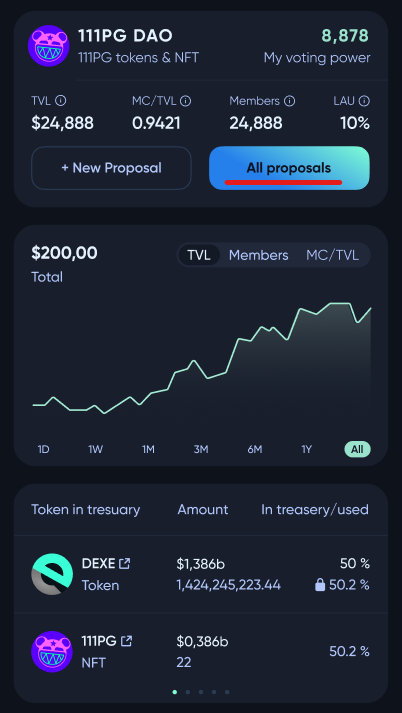 111PG DAO
8,878
111PG tokens & NFT
My voting power
TVL
MC/TVL
Members
LAU
$24,888
0.9421
24,888
10%
+ New Proposal
All proposals
$200,00
TVL
Members
MC/TVL
Total
1D
1W
1M
3M
6M
1Y
All
Token in tresuary
Amount
In treasery/used
DEXE
$1,386b
50 %
Token
1,424,245,223.44
50.2 %
111PG
$0,386b
50.2 %
NFT
22